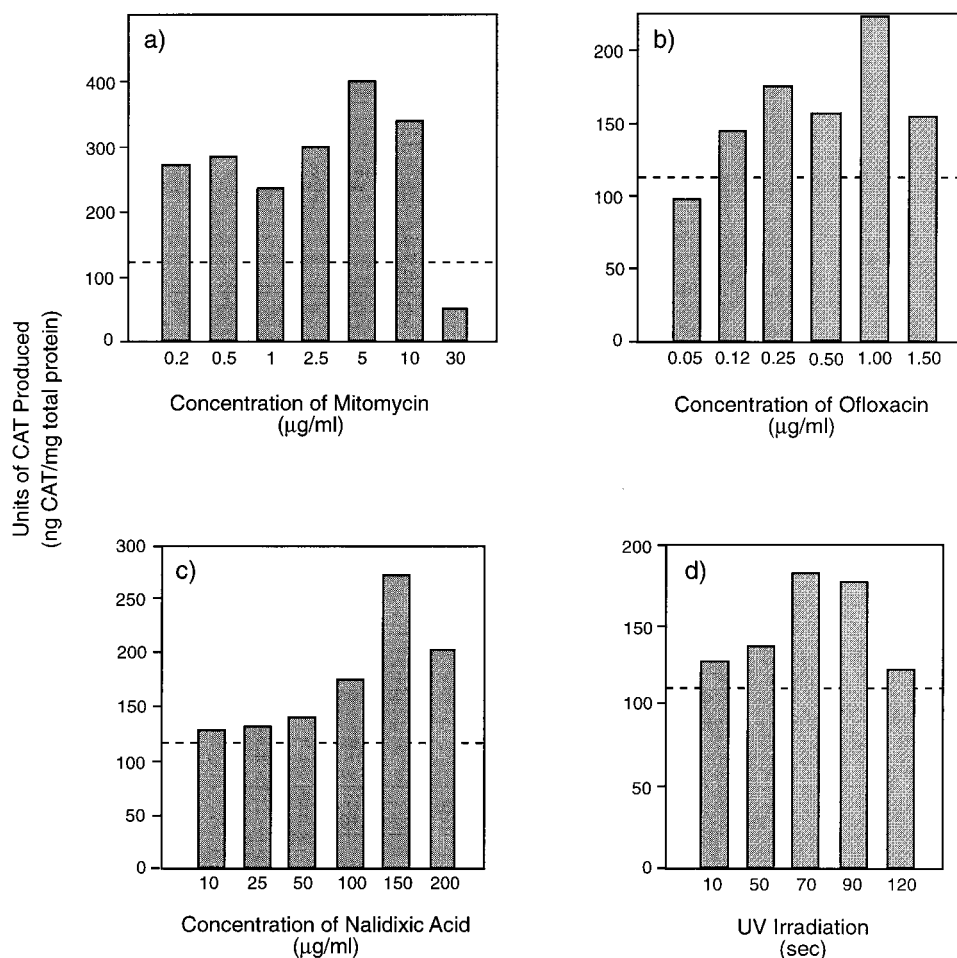 a)
400
300
200
100
0
0.2 0.5 1 2.5 5 10 30
Concentration of Mitomycin
(μg/ml)
b)
200
150
100
50
0
0.05 0.12 0.25 0.50 1.00 1.50
Concentration of Ofloxacin
(μg/ml)
Units of CAT Produced
(ng CAT/mg total protein)
c)
300
250
200
150
100
50
0
10 25 50 100 150 200
Concentration of Nalidixic Acid
(μg/ml)
d)
200
150
100
50
0
10 50 70 90 120
UV Irradiation
(sec)